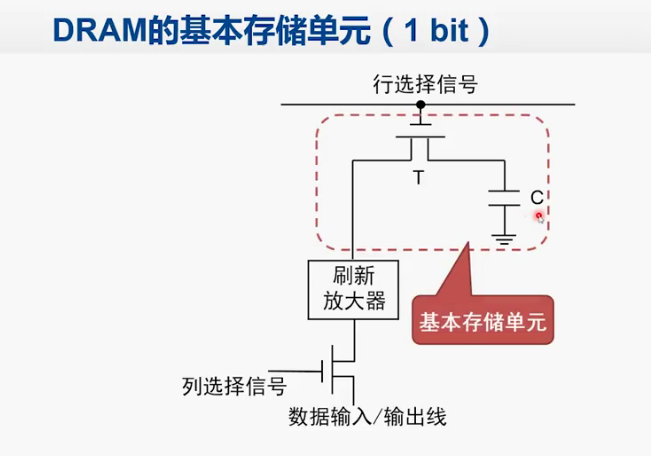 DRAM的基本存储单元（1 bit）
行选择信号
T
C
刷新
放大器
基本存储单元
列选择信号
数据输入/输出线